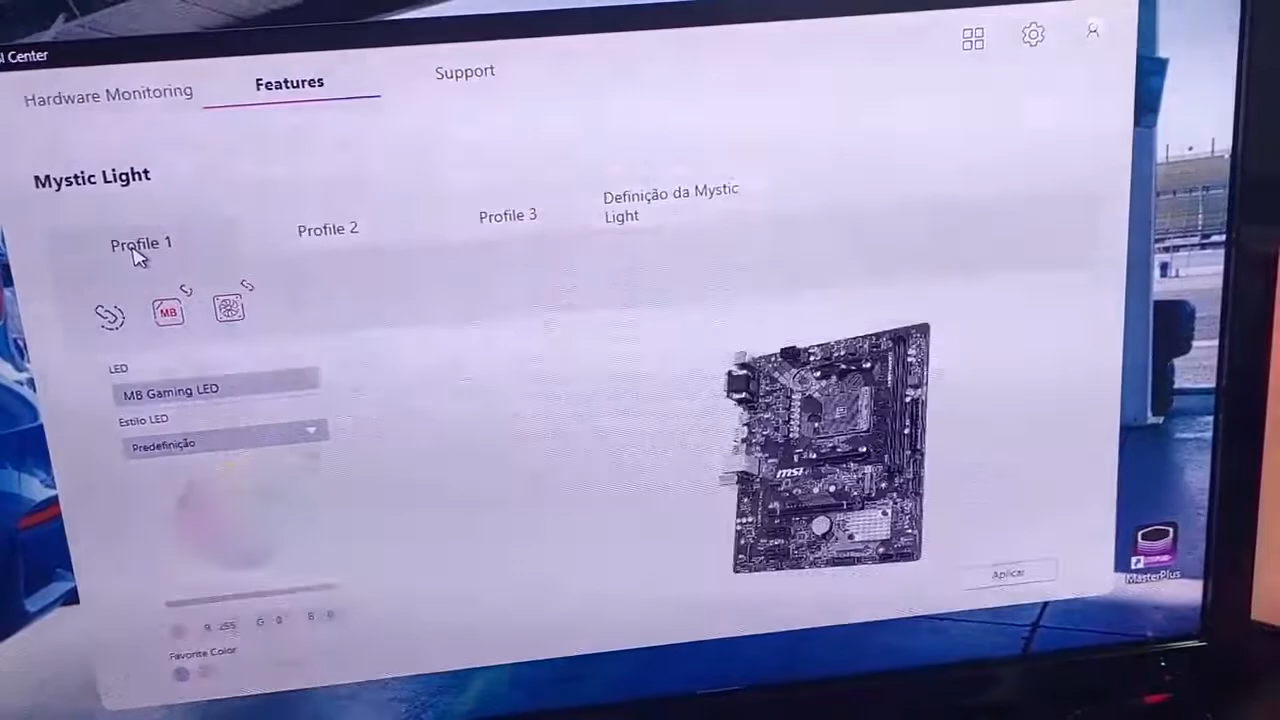 I Center
Hardware Monitoring
Features
Support
Mystic Light
Profile 1
Profile 2
Profile 3
Definição da Mystic
Light
MB
LED
MB Gaming LED
Estilo LED
Predefinição
msi
R 255 G 0 B 0
Favorite Color
Aplicar
MasterPlus